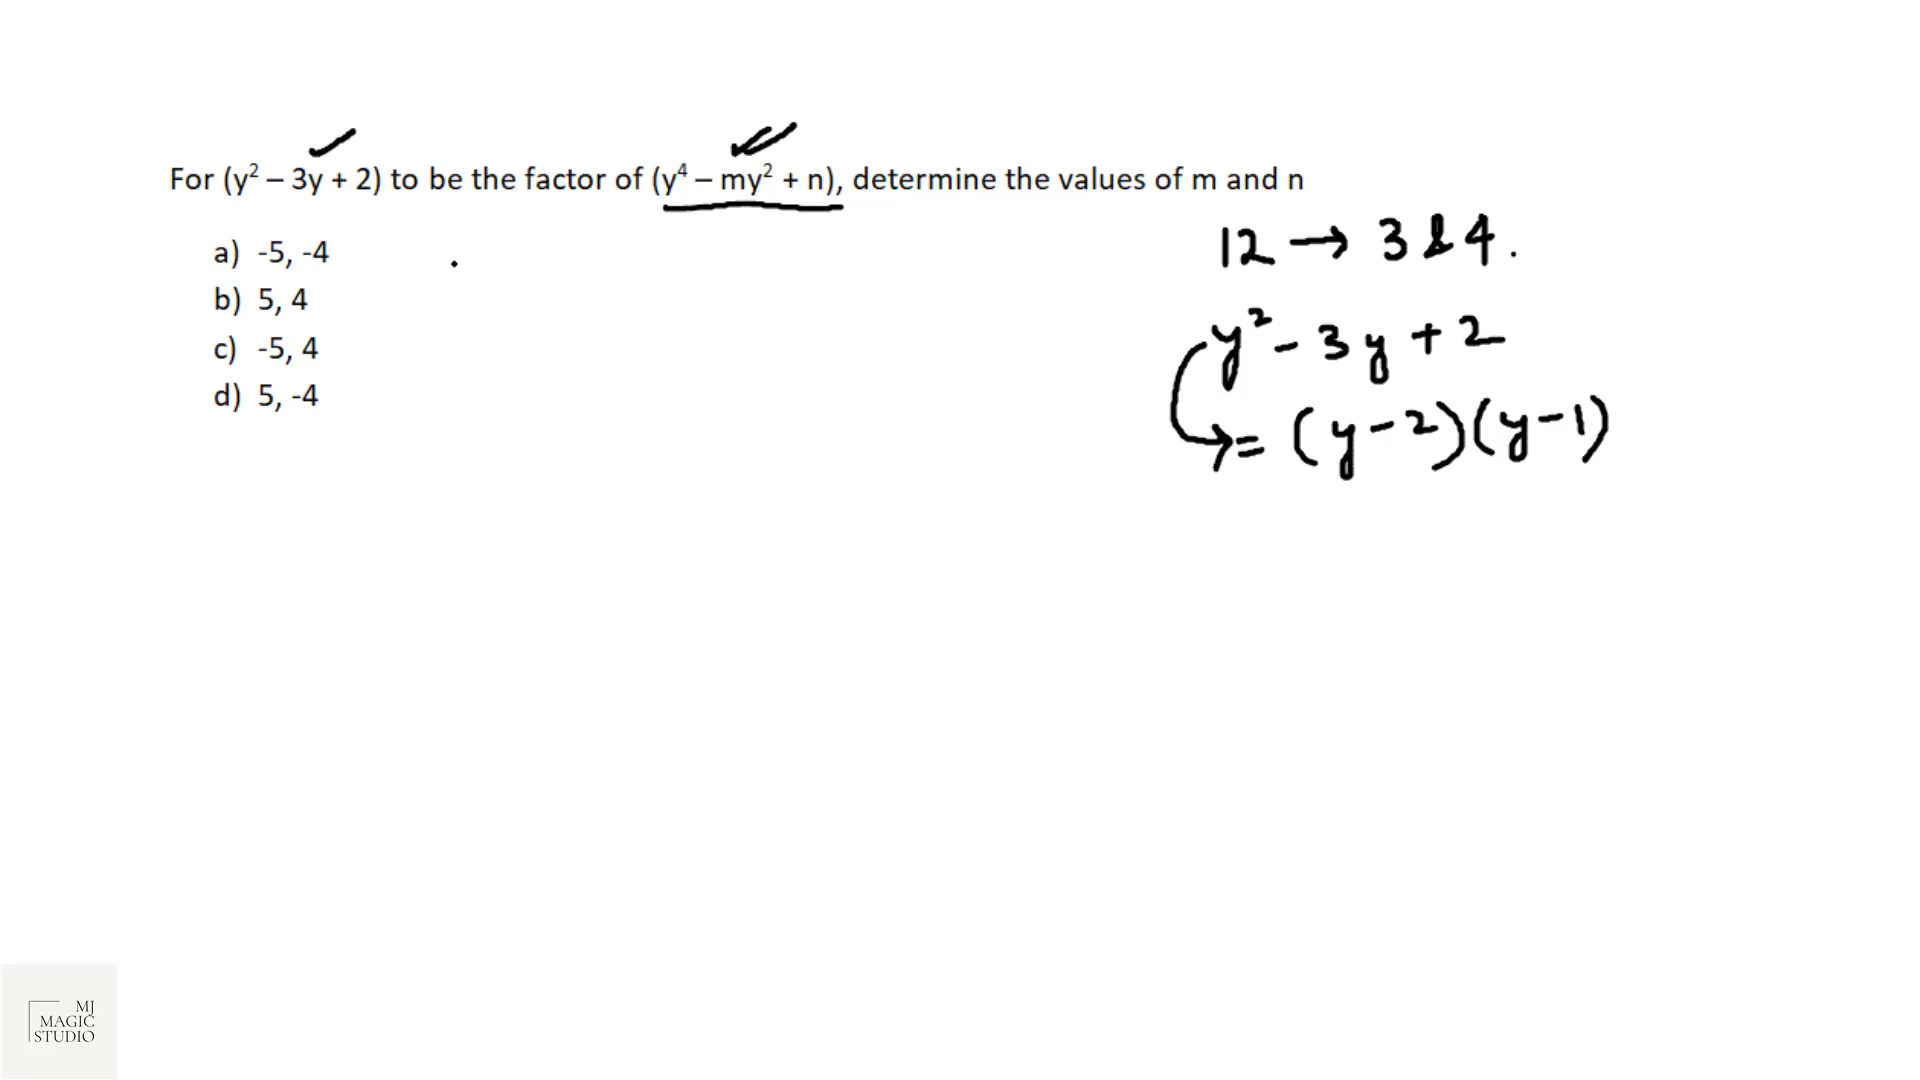 For (y² – 3y + 2) to be the factor of (y⁴ – my² + n), determine the values of m and n
a) -5, -4
b) 5, 4
c) -5, 4
d) 5, -4
12 → 3 & 4.
y² - 3y + 2
→ = (y-2)(y-1)
MJ
MAGIC
STUDIO